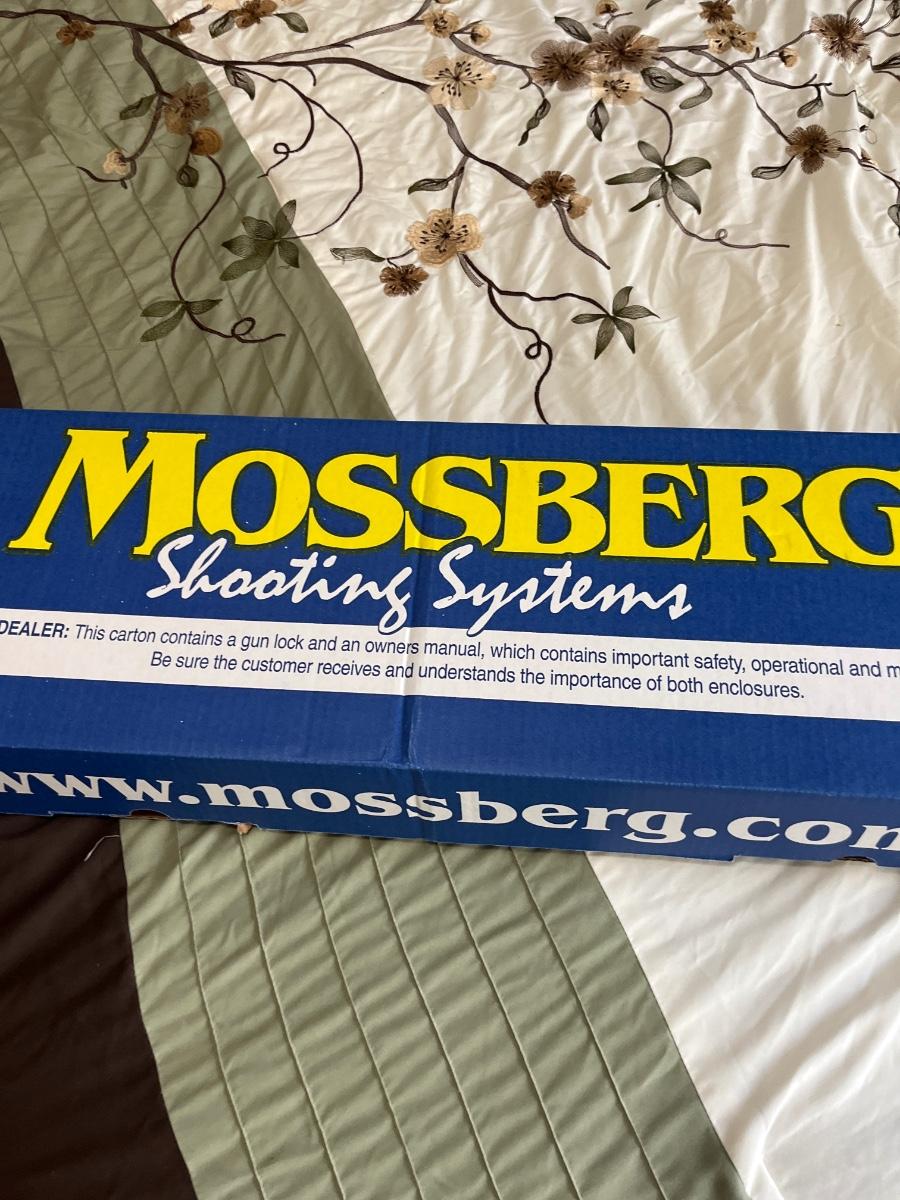 MOSSBERG
Shooting Systems
DEALER: This carton contains a gun lock and an owners manual, which contains important safety, operational and m
Be sure the customer receives and understands the importance of both enclosures.
www.mossberg.com